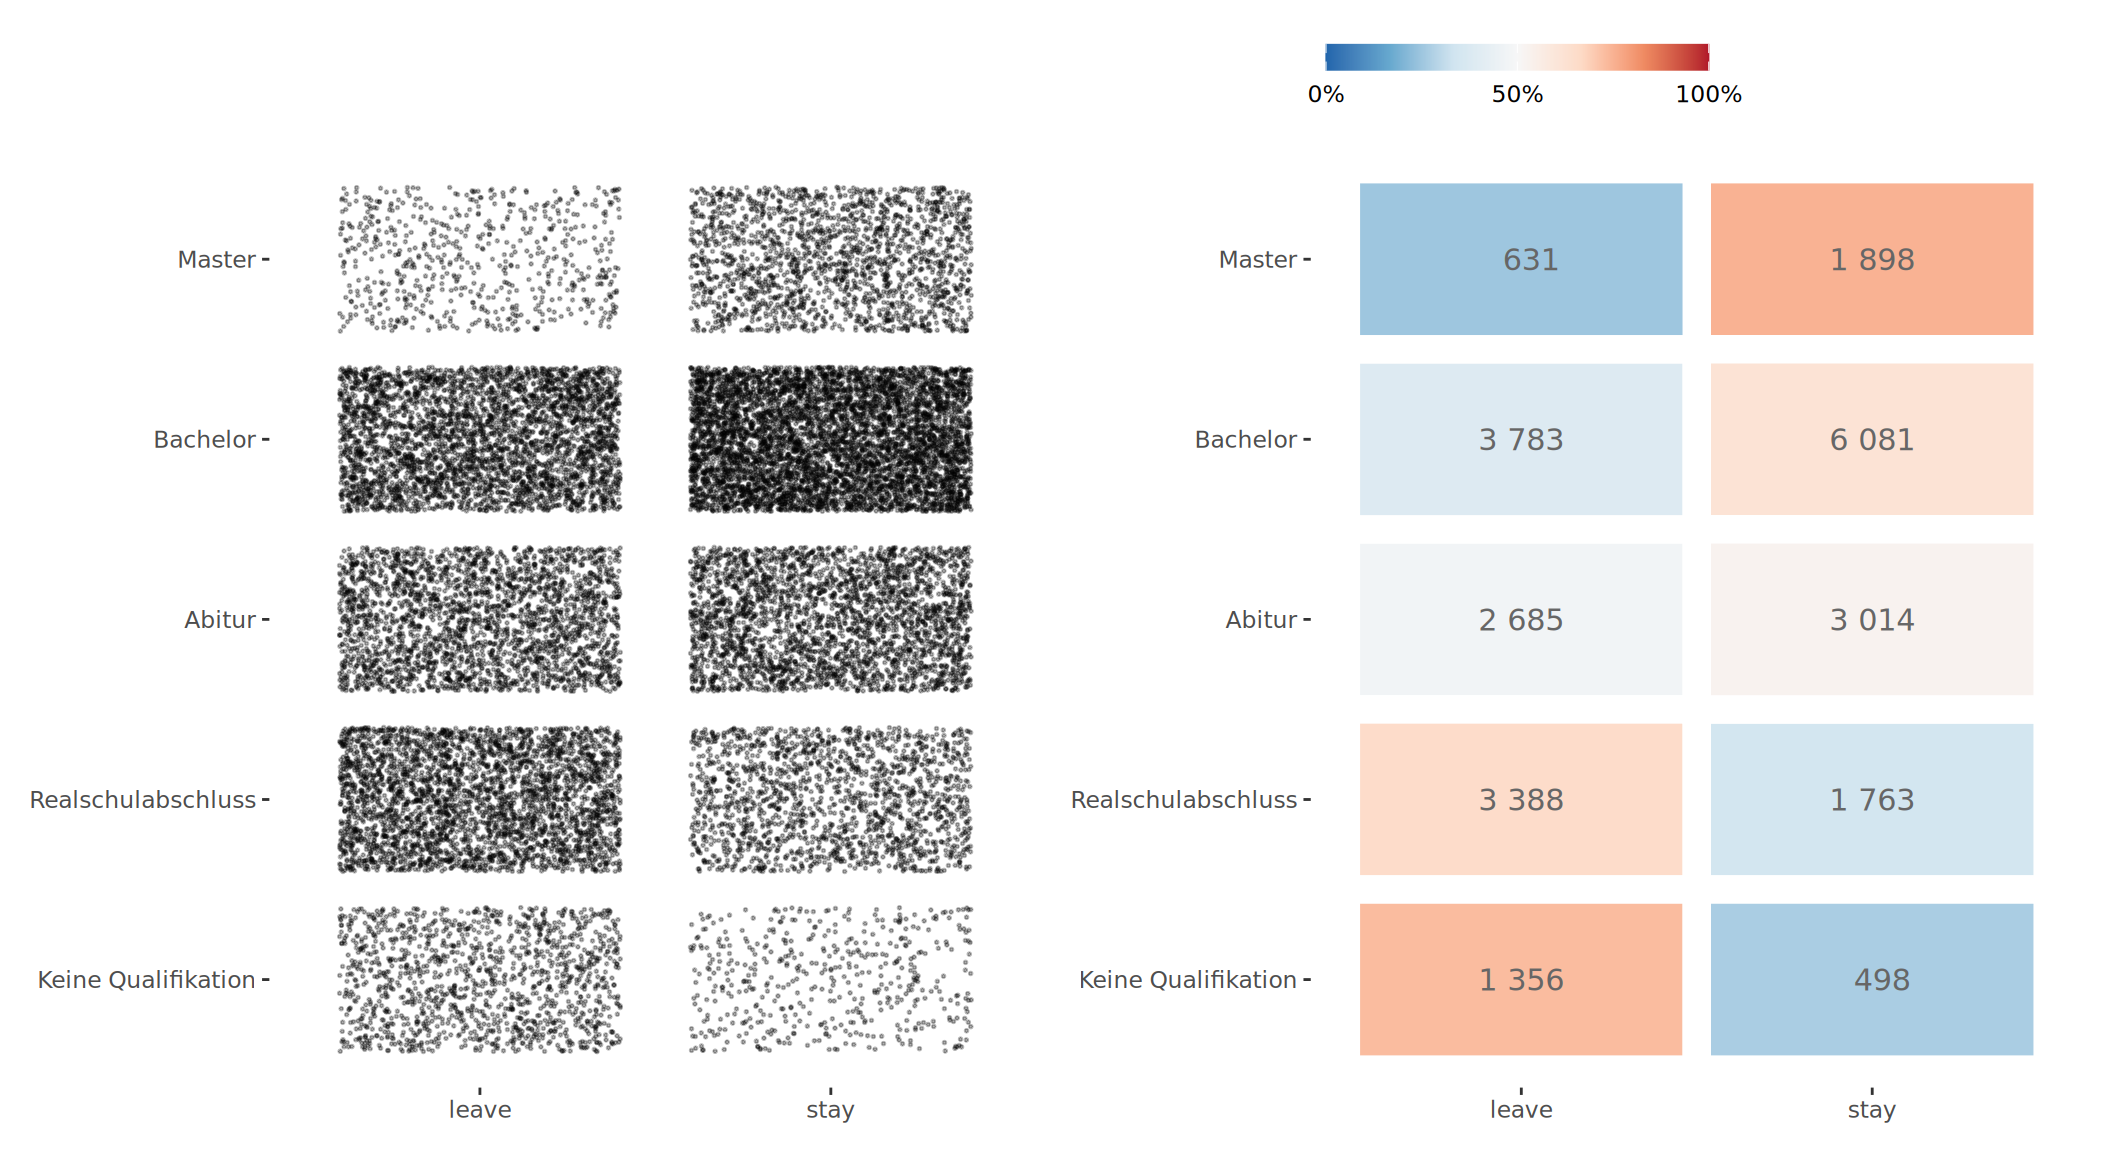 0% 50% 100%
Master
Bachelor
Abitur
Realschulabschluss
Keine Qualifikation
leave stay
Master 631 1 898
Bachelor 3 783 6 081
Abitur 2 685 3 014
Realschulabschluss 3 388 1 763
Keine Qualifikation 1 356 498
leave stay